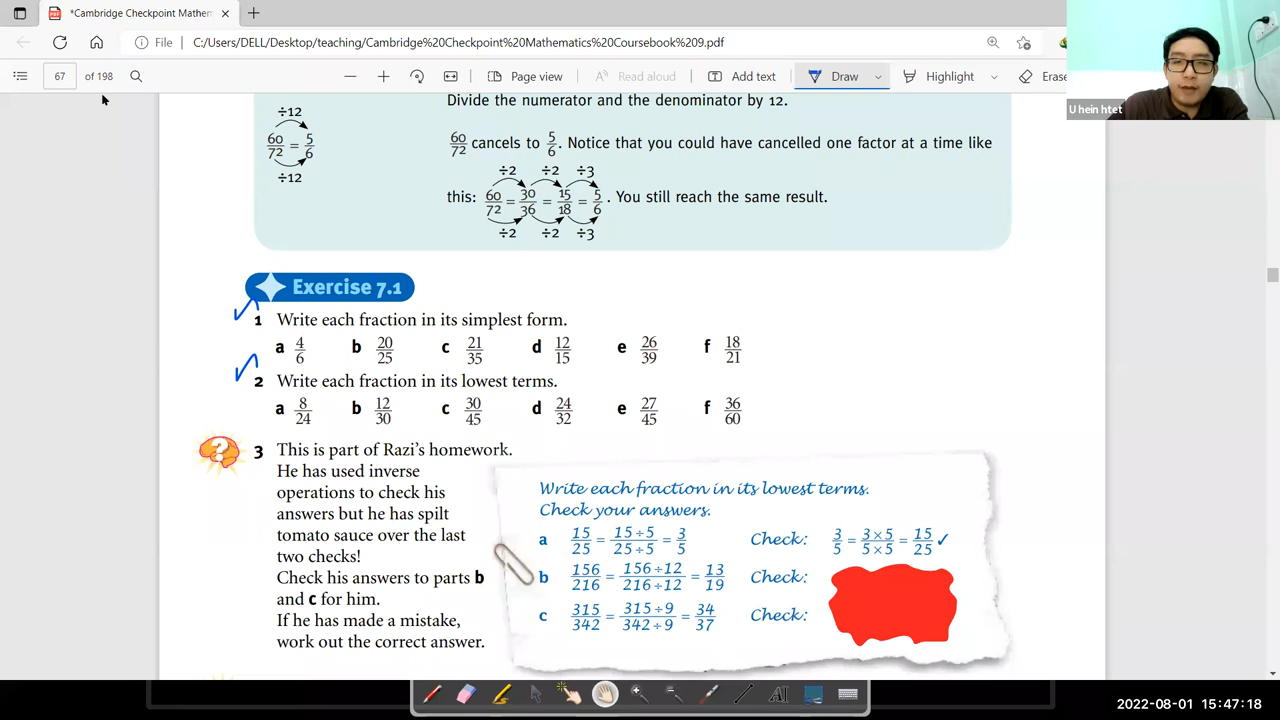 *Cambridge Checkpoint Mathem
File C:/Users/DELL/Desktop/teaching/Cambridge%20Checkpoint%20Mathematics%20Coursebook%209.pdf
67 of 198 Page view Read aloud Add text Draw Highlight Erase
U hein htet
÷12
60/72 = 5/6
÷12
Divide the numerator and the denominator by 12.
60/72 cancels to 5/6. Notice that you could have cancelled one factor at a time like
÷2 ÷2 ÷3
this: 60/72 = 30/36 = 15/18 = 5/6. You still reach the same result.
÷2 ÷2 ÷3
Exercise 7.1
1 Write each fraction in its simplest form.
a 4/6 b 20/25 c 21/35 d 12/15 e 26/39 f 18/21
2 Write each fraction in its lowest terms.
a 8/24 b 12/30 c 30/45 d 24/32 e 27/45 f 36/60
3 This is part of Razi's homework.
He has used inverse
operations to check his
answers but he has spilt
tomato sauce over the last
two checks!
Check his answers to parts b
and c for him.
If he has made a mistake,
work out the correct answer.
Write each fraction in its lowest terms.
Check your answers.
a 15/25 = 15÷5/25÷5 = 3/5 Check: 3/5 = 3×5/5×5 = 15/25 ✓
b 156/216 = 156÷12/216÷12 = 13/19 Check:
c 315/342 = 315÷9/342÷9 = 34/37 Check:
2022-08-01 15:47:18